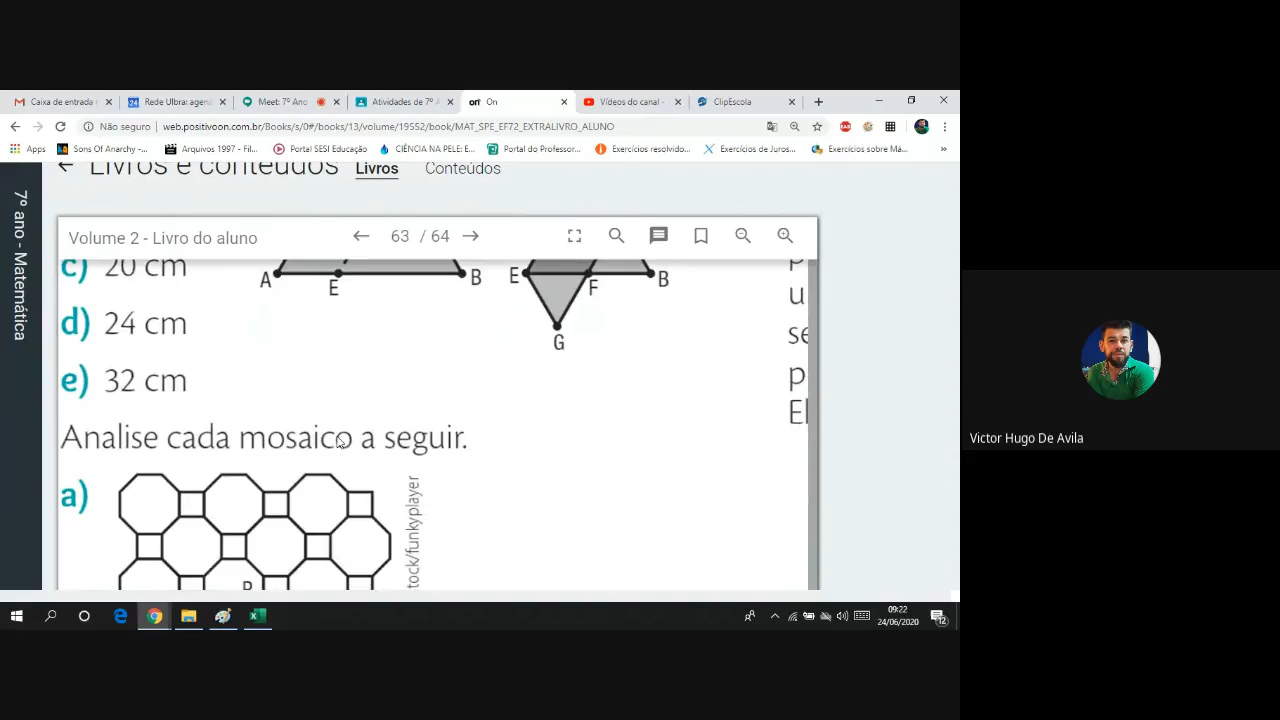 Caixa de entrada
Rede Ulbra: agen
Meet: 7º Ano
Atividades de 7º A
On
Vídeos do canal -
ClipEscola
Não seguro
web.positivoon.com.br/Books/s/0#/books/13/volume/19552/book/MAT_SPE_EF72_EXTRALIVRO_ALUNO
Apps
Sons Of Anarchy -...
Arquivos 1997 - Fil...
Portal SESI Educação
CIÊNCIA NA PELE: E...
Portal do Professor...
Exercícios resolvido...
Exercícios de Juros...
Exercícios sobre Má...
»
7º ano - Matemática
Livros e conteúdos
Livros
Conteúdos
Volume 2 - Livro do aluno
63 / 64
c) 20 cm
A
E
B
E
F
B
G
u
se
p
El
d) 24 cm
e) 32 cm
Analise cada mosaico a seguir.
a)
tock/funkyplayer
Victor Hugo De Avila
09:22
24/06/2020
12